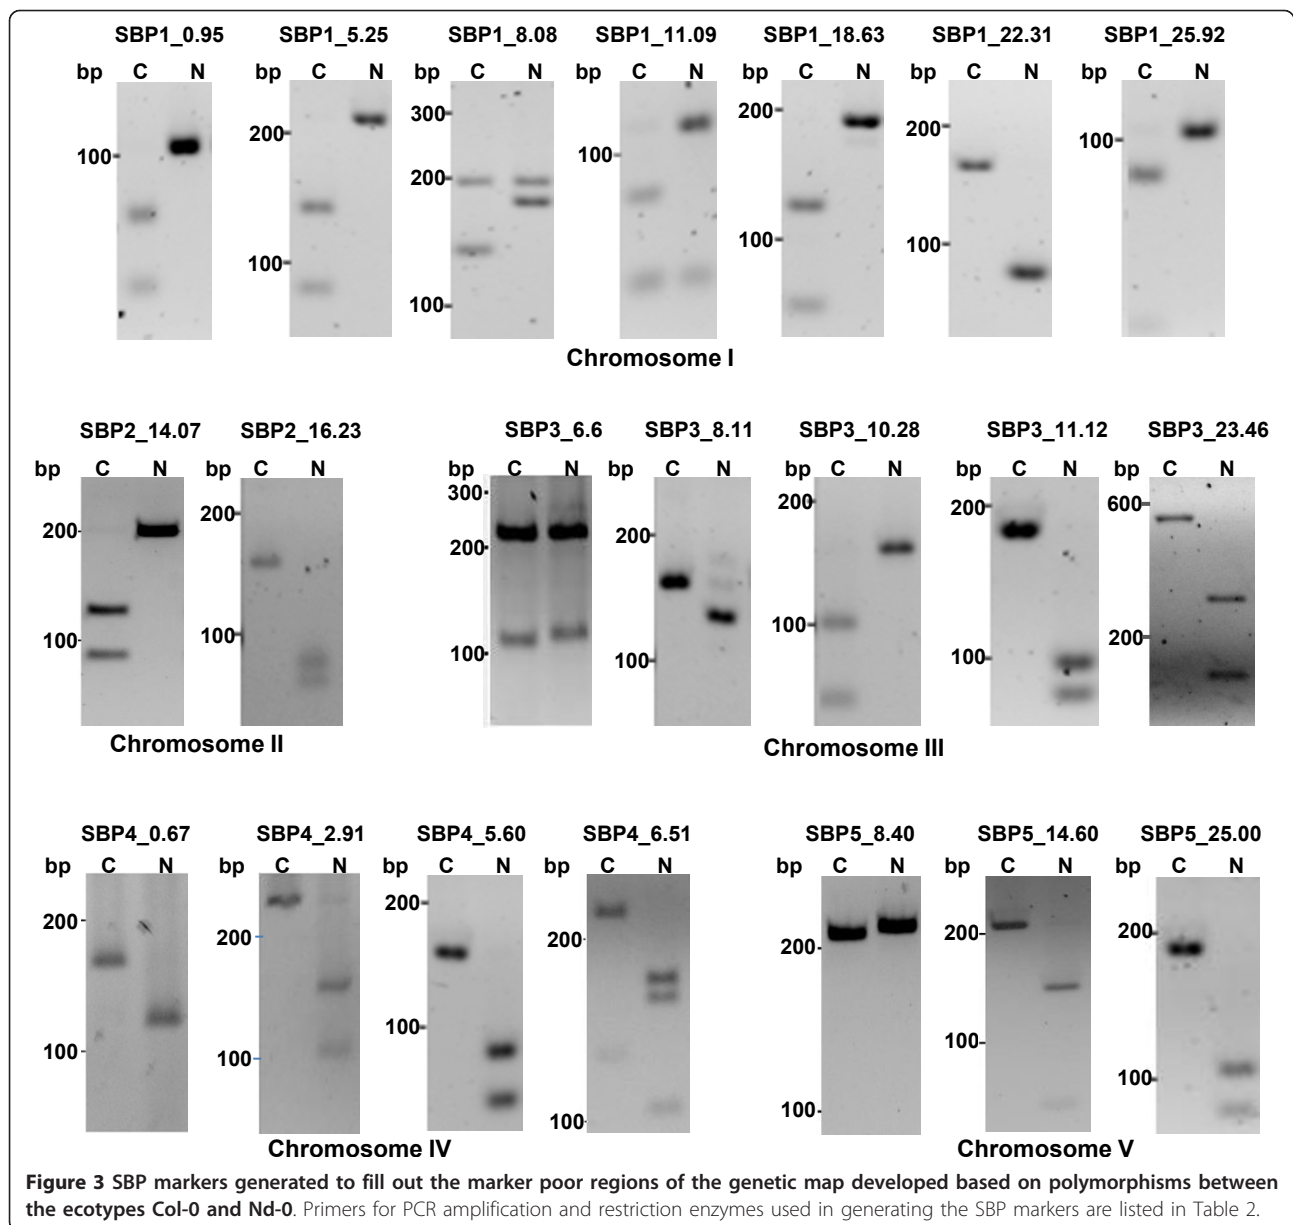 SBP1_0.95 SBP1_5.25 SBP1_8.08 SBP1_11.09 SBP1_18.63 SBP1_22.31 SBP1_25.92
bp C N bp C N bp C N bp C N bp C N bp C N bp C N
100 200 100 300 200 100 100 200 100 200 100 100
Chromosome I
SBP2_14.07 SBP2_16.23 SBP3_6.6 SBP3_8.11 SBP3_10.28 SBP3_11.12 SBP3_23.46
bp C N bp C N bp C N bp C N bp C N bp C N bp C N
200 100 200 100 300 200 100 200 100 200 100 200 100 600 200
Chromosome II Chromosome III
SBP4_0.67 SBP4_2.91 SBP4_5.60 SBP4_6.51 SBP5_8.40 SBP5_14.60 SBP5_25.00
bp C N bp C N bp C N bp C N bp C N bp C N bp C N
200 100 200 100 200 100 200 100 200 100 200 100 200 100
Chromosome IV Chromosome V
Figure 3 SBP markers generated to fill out the marker poor regions of the genetic map developed based on polymorphisms between
the ecotypes Col-0 and Nd-0. Primers for PCR amplification and restriction enzymes used in generating the SBP markers are listed in Table 2.